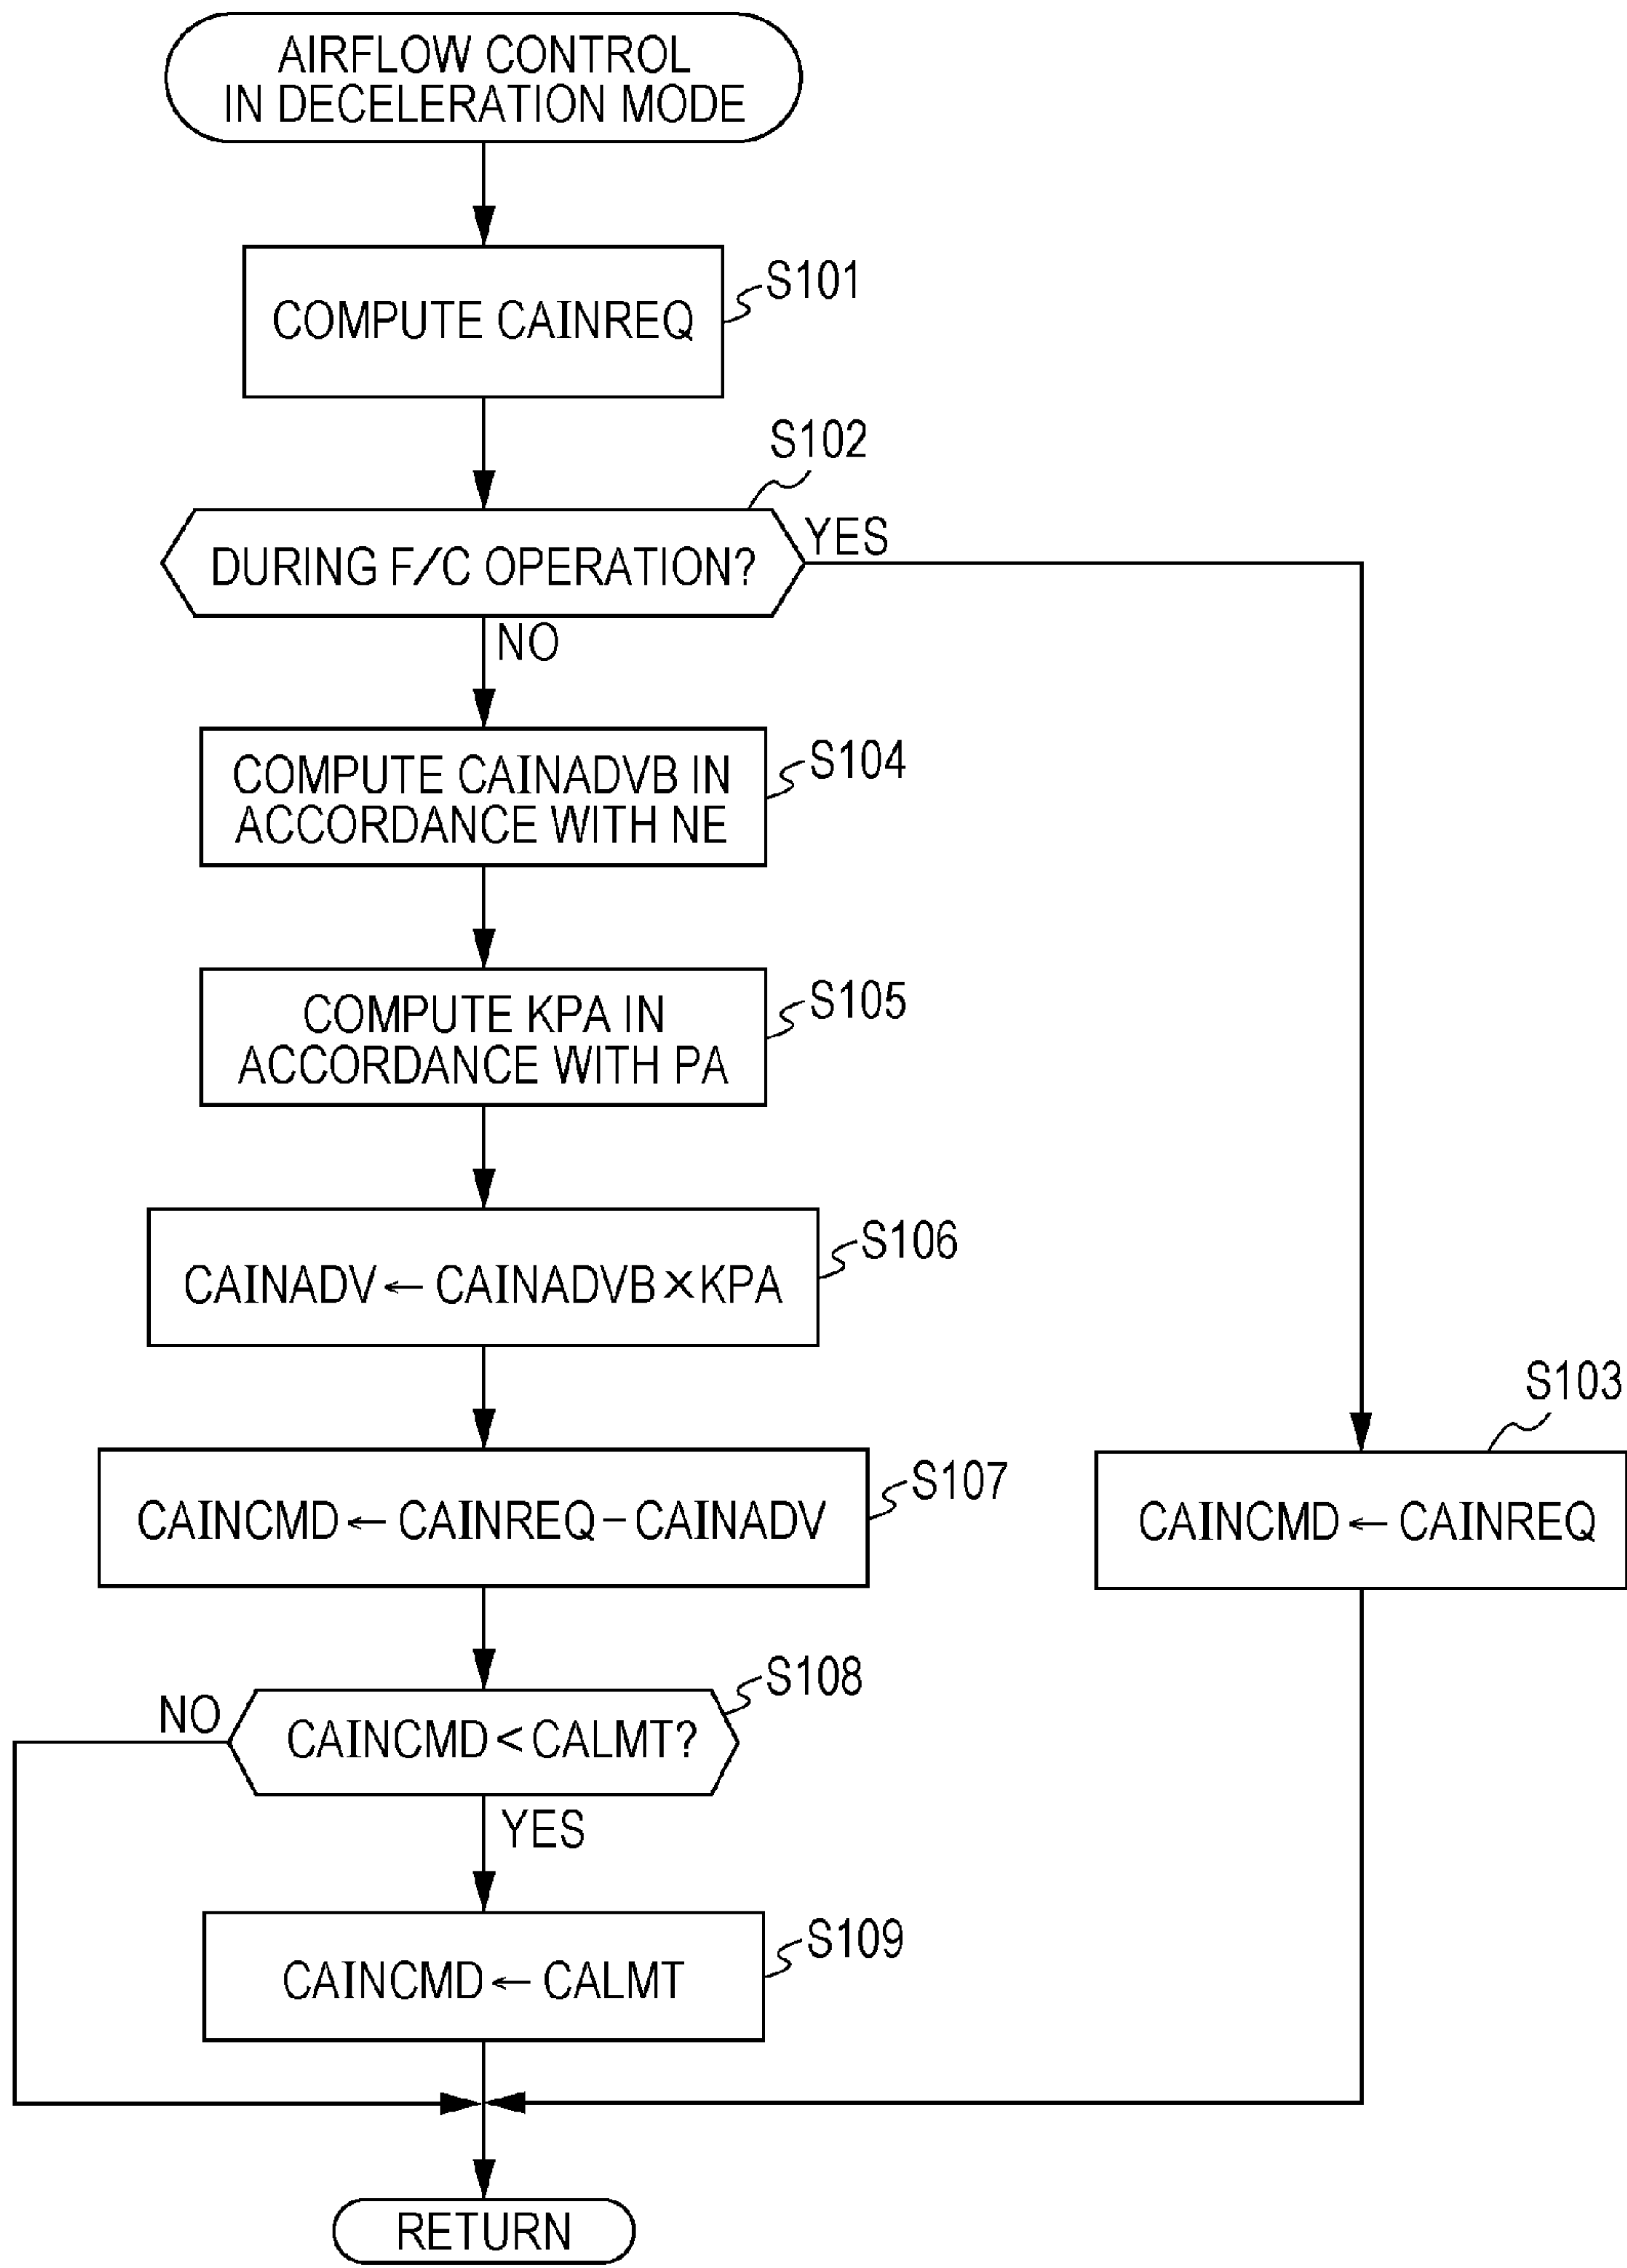 AIRFLOW CONTROL
IN DECELERATION MODE
COMPUTE CAINREQ
S101
S102
DURING F/C OPERATION?
YES
NO
COMPUTE CAINADVB IN
ACCORDANCE WITH NE
S104
COMPUTE KPA IN
ACCORDANCE WITH PA
S105
CAINADV ← CAINADVB × KPA
S106
S103
CAINCMD ← CAINREQ – CAINADV
S107
CAINCMD ← CAINREQ
S108
NO
CAINCMD < CALMT?
YES
CAINCMD ← CALMT
S109
RETURN